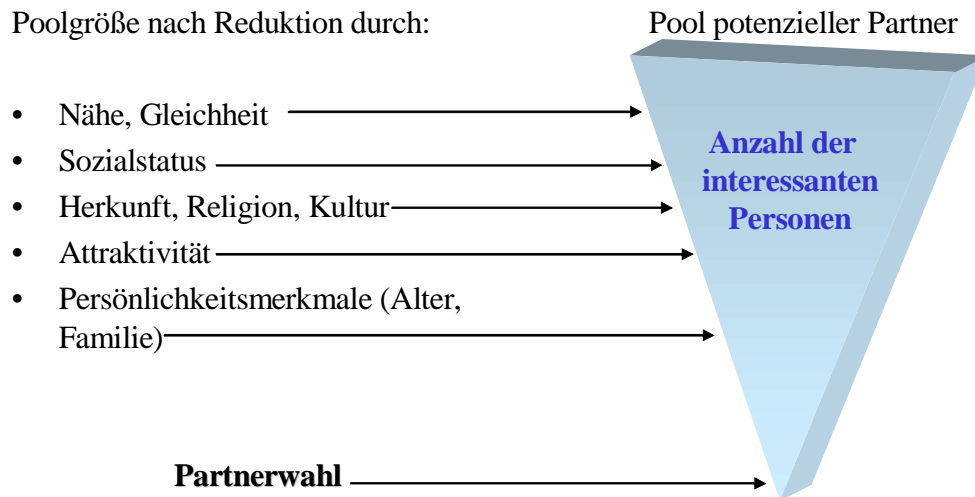 Poolgröße nach Reduktion durch:
Pool potenzieller Partner
• Nähe, Gleichheit
• Sozialstatus
• Herkunft, Religion, Kultur
• Attraktivität
• Persönlichkeitsmerkmale (Alter,
Familie)
Anzahl der
interessanten
Personen
Partnerwahl